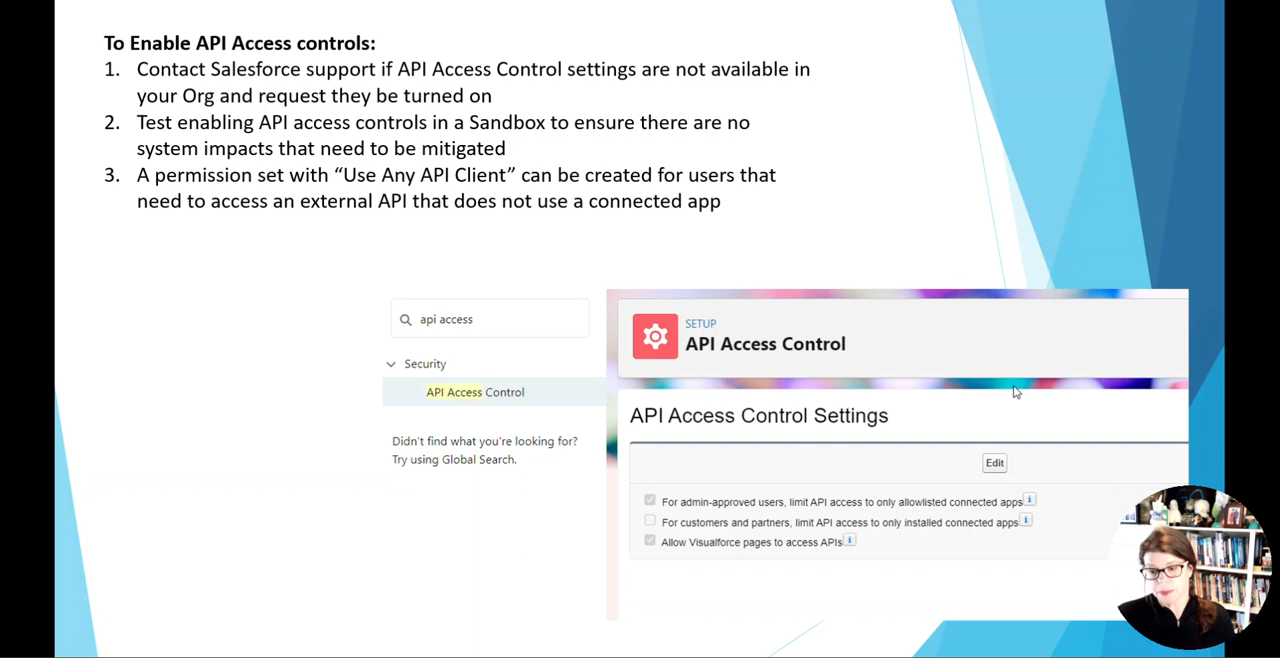 To Enable API Access controls:
1. Contact Salesforce support if API Access Control settings are not available in
your Org and request they be turned on
2. Test enabling API access controls in a Sandbox to ensure there are no
system impacts that need to be mitigated
3. A permission set with “Use Any API Client” can be created for users that
need to access an external API that does not use a connected app
api access
Security
API Access Control
Didn't find what you're looking for?
Try using Global Search.
SETUP
API Access Control
API Access Control Settings
Edit
For admin-approved users, limit API access to only allowlisted connected apps
For customers and partners, limit API access to only installed connected apps
Allow Visualforce pages to access APIs